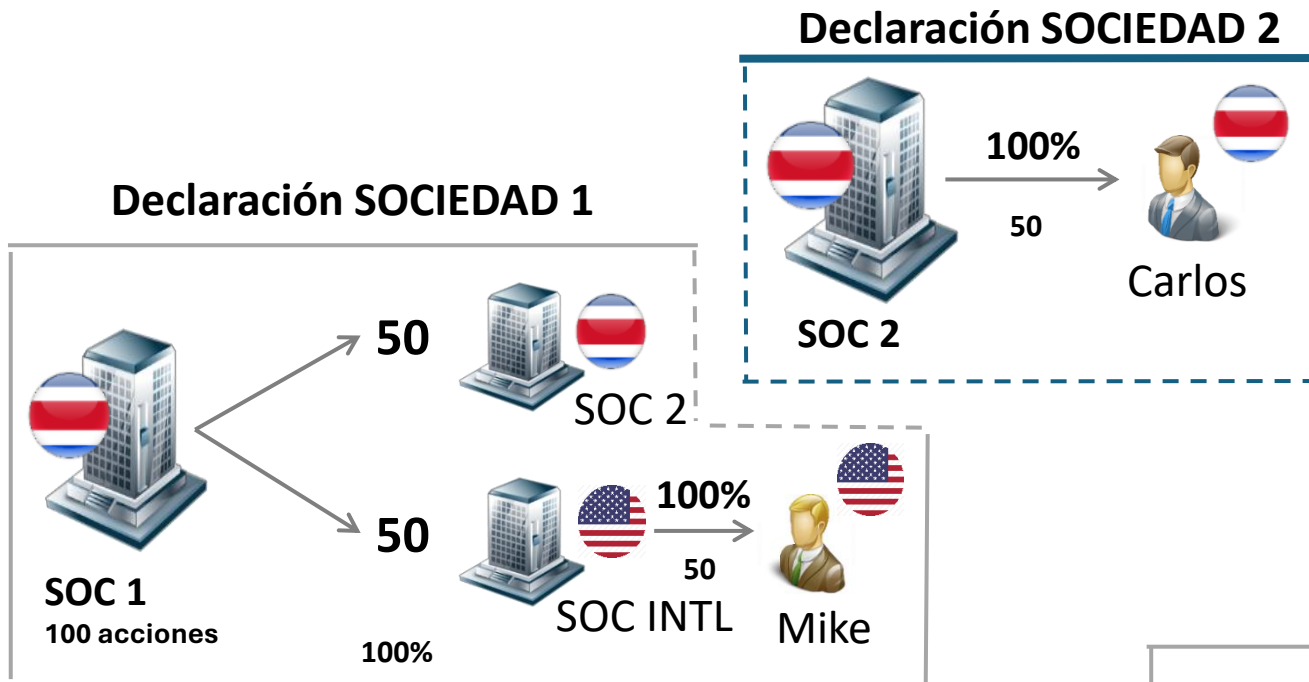 Declaración SOCIEDAD 2
100%
50
Carlos
SOC 2
Declaración SOCIEDAD 1
50
SOC 2
50
100%
50
SOC INTL
Mike
SOC 1
100 acciones
100%